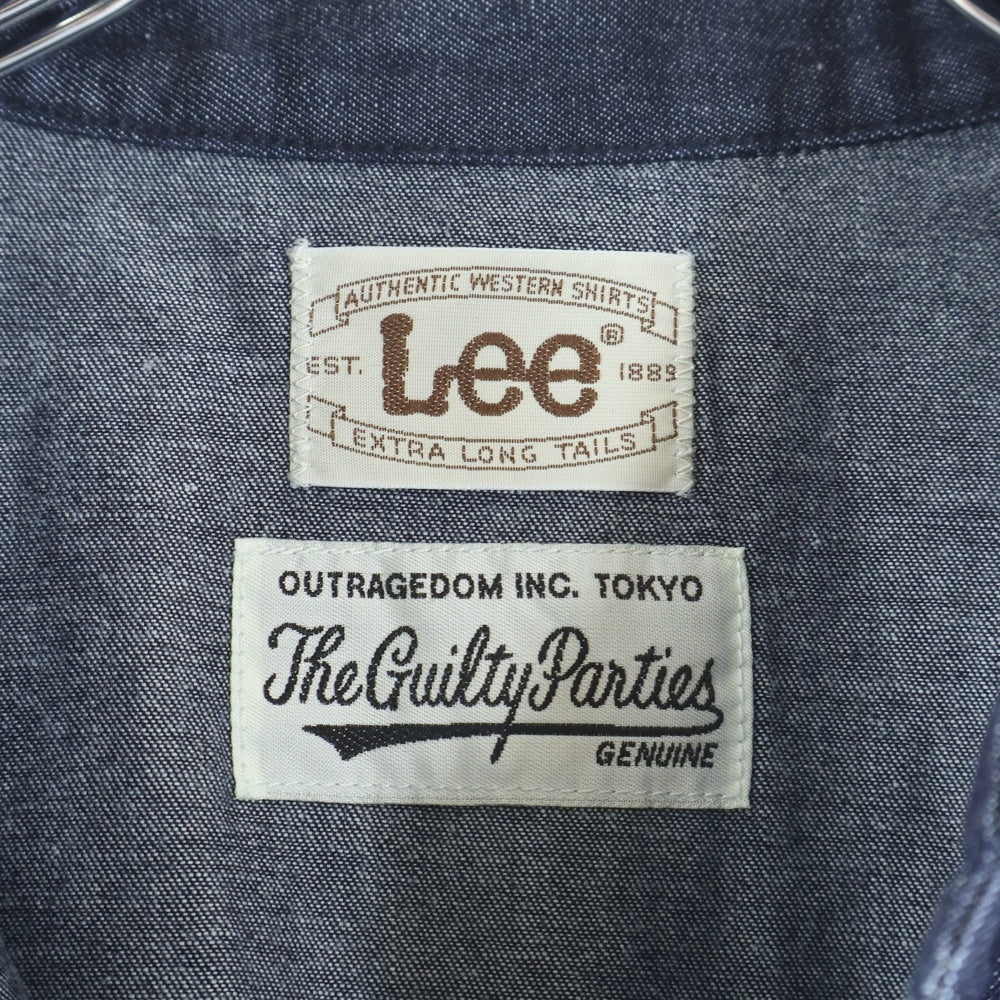 AUTHENTIC WESTERN SHIRTS
Lee®
EST. 1889
EXTRA LONG TAILS
OUTRAGEDOM INC. TOKYO
The Guilty Parties
GENUINE